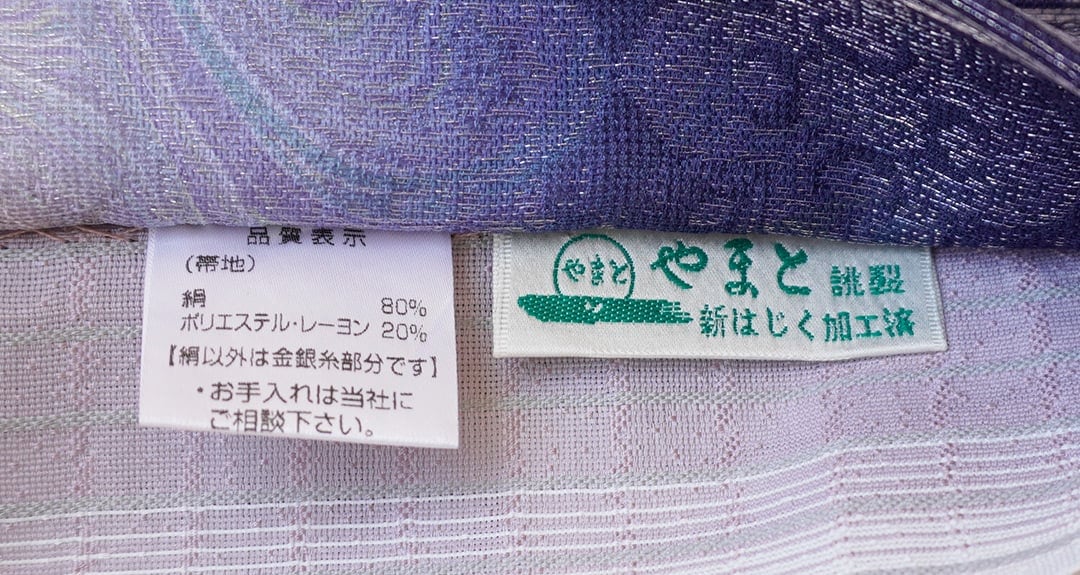 品質表示
(帯地)
絹 80%
ポリエステル・レーヨン 20%
【絹以外は金銀糸部分です】
・お手入れは当社に
ご相談下さい。
やまと
やまと 誂製
新はじく加工済